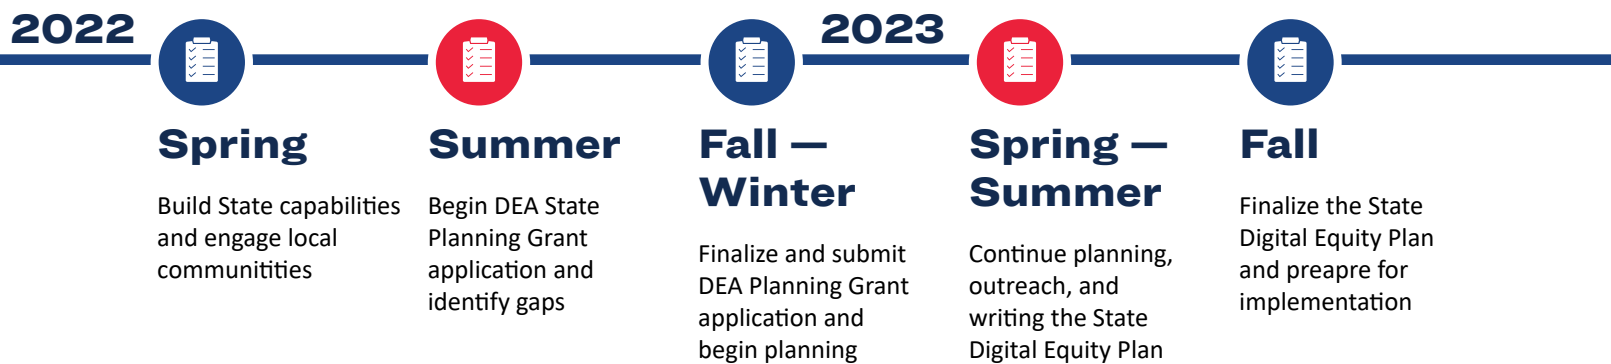 2022
Spring
Build State capabilities
and engage local
communitities
Summer
Begin DEA State
Planning Grant
application and
identify gaps
Fall —
Winter
Finalize and submit
DEA Planning Grant
application and
begin planning
2023
Spring —
Summer
Continue planning,
outreach, and
writing the State
Digital Equity Plan
Fall
Finalize the State
Digital Equity Plan
and preapre for
implementation